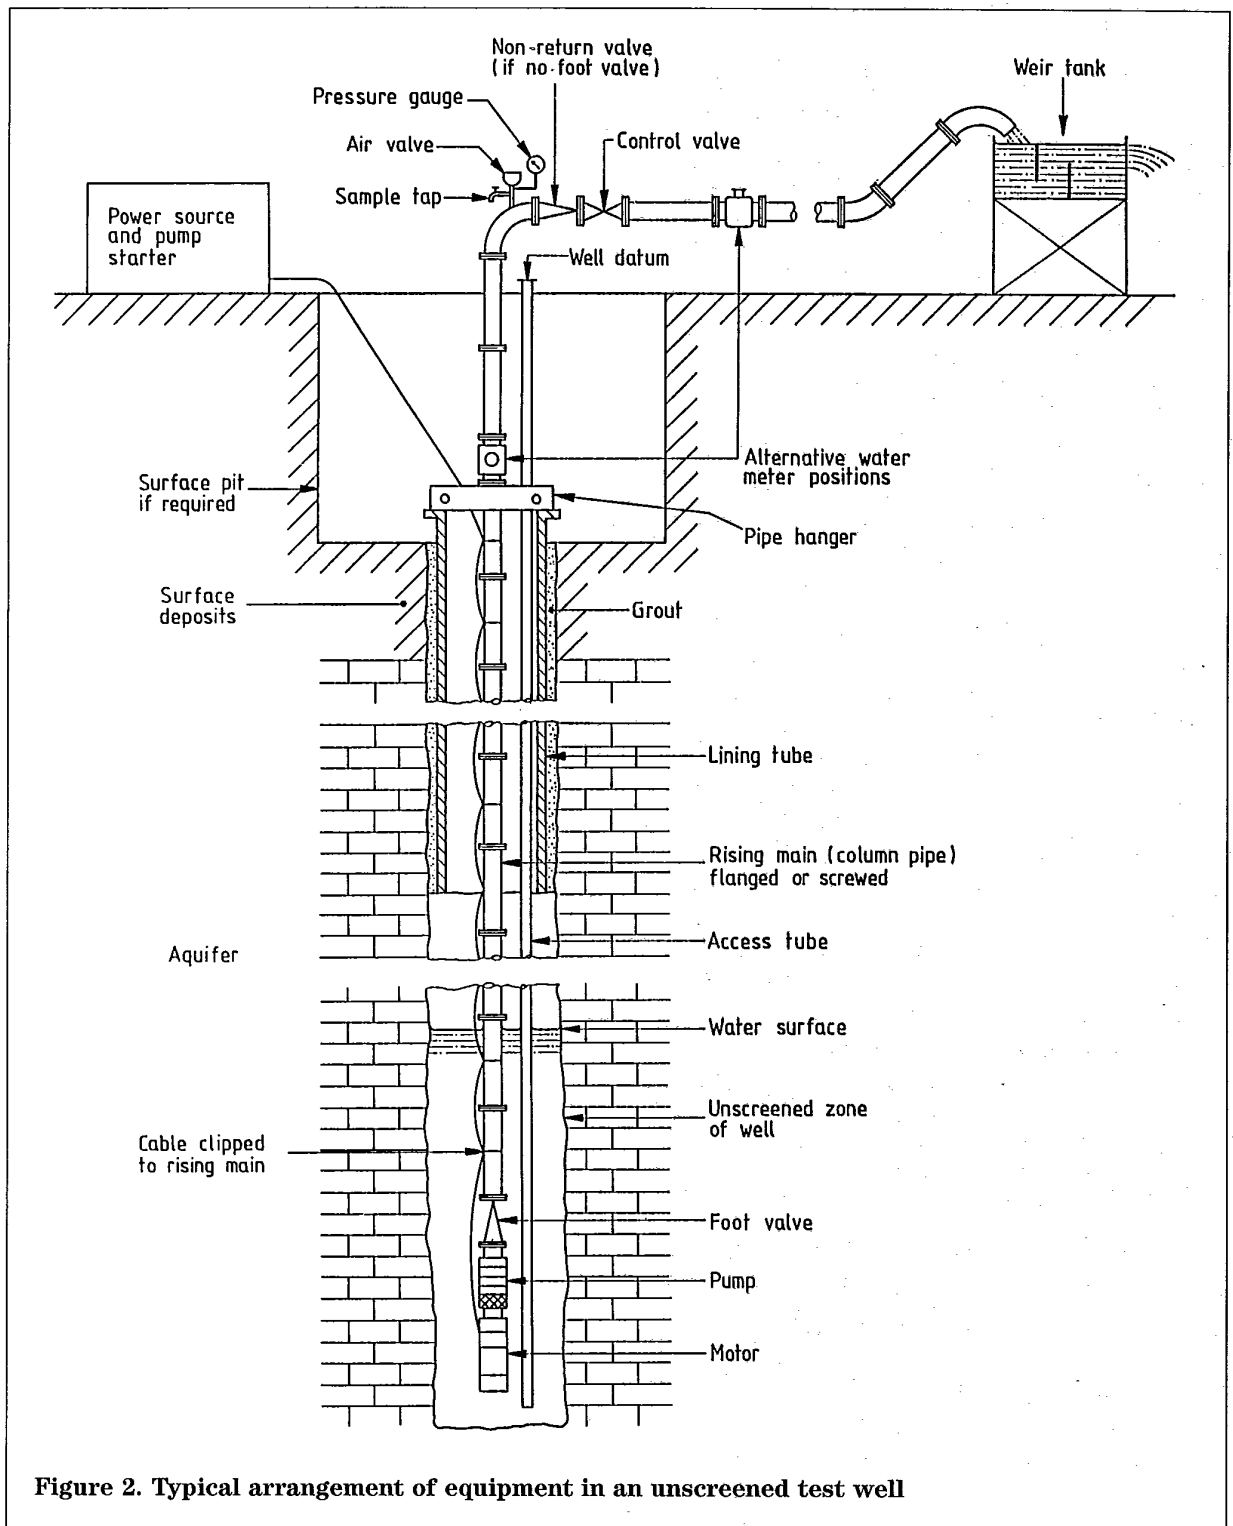 Non-return valve
(if no foot valve)
Weir tank
Pressure gauge
Air valve
Control valve
Sample tap
Power source
and pump
starter
Well datum
Alternative water
meter positions
Surface pit
if required
Pipe hanger
Surface
deposits
Grout
Lining tube
Rising main (column pipe)
flanged or screwed
Access tube
Aquifer
Water surface
Unscreened zone
of well
Cable clipped
to rising main
Foot valve
Pump
Motor
Figure 2. Typical arrangement of equipment in an unscreened test well